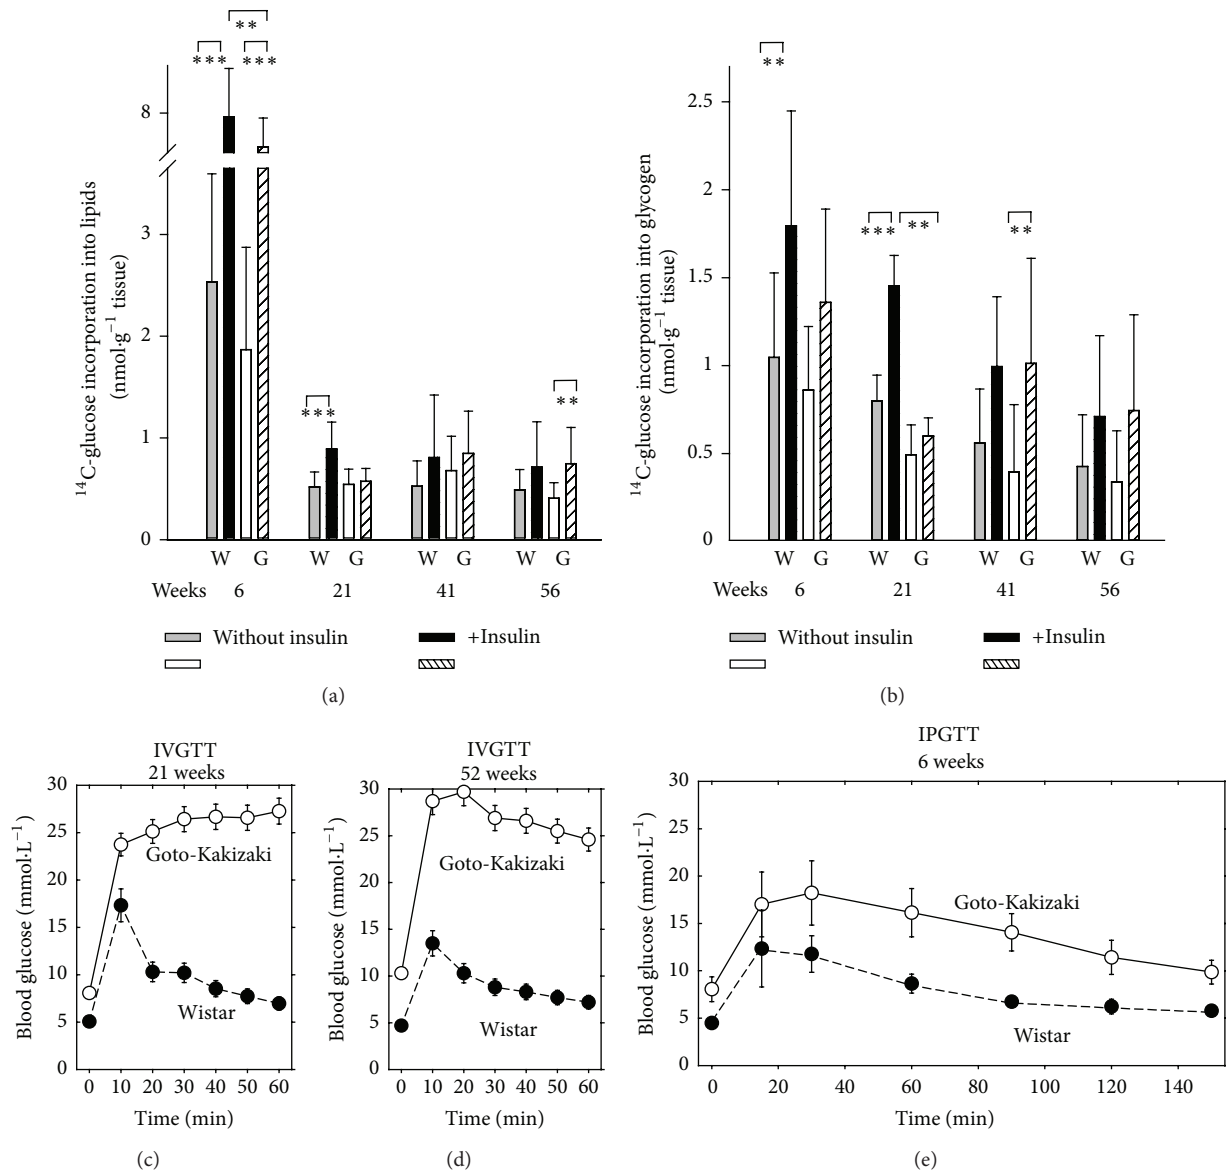 **
***
***
8
3
2
1
0
¹⁴C-glucose incorporation into lipids
(nmol·g⁻¹ tissue)
***
**
W G W G W G W G
Weeks 6 21 41 56
Without insulin +Insulin
(a)
**
2.5
2
1.5
1
0.5
0
¹⁴C-glucose incorporation into glycogen
(nmol·g⁻¹ tissue)
***
**
**
W G W G W G W G
Weeks 6 21 41 56
Without insulin +Insulin
(b)
IVGTT
21 weeks
30
25
20
15
10
5
0
Blood glucose (mmol·L⁻¹)
Goto-Kakizaki
Wistar
0 10 20 30 40 50 60
Time (min)
(c)
IVGTT
52 weeks
30
25
20
15
10
5
0
Blood glucose (mmol·L⁻¹)
Goto-Kakizaki
Wistar
0 10 20 30 40 50 60
Time (min)
(d)
IPGTT
6 weeks
30
25
20
15
10
5
0
Blood glucose (mmol·L⁻¹)
Goto-Kakizaki
Wistar
0 20 40 60 80 100 120 140
Time (min)
(e)